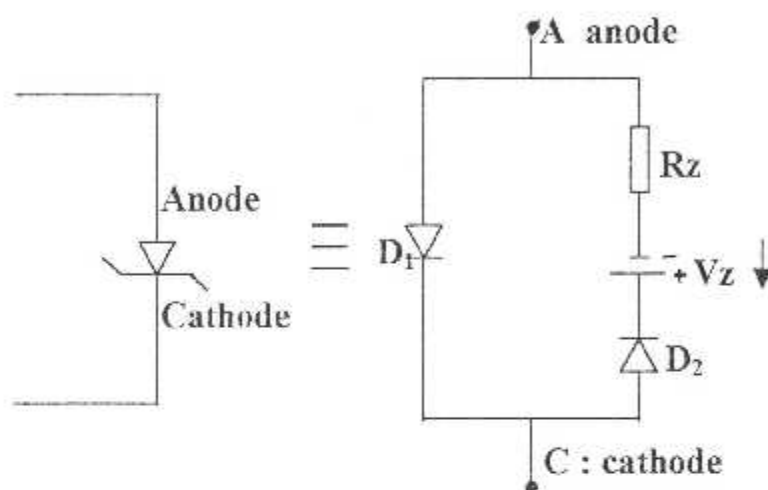 A anode
Anode
Cathode
D₁
Rz
- 
+ Vz
D₂
C : cathode